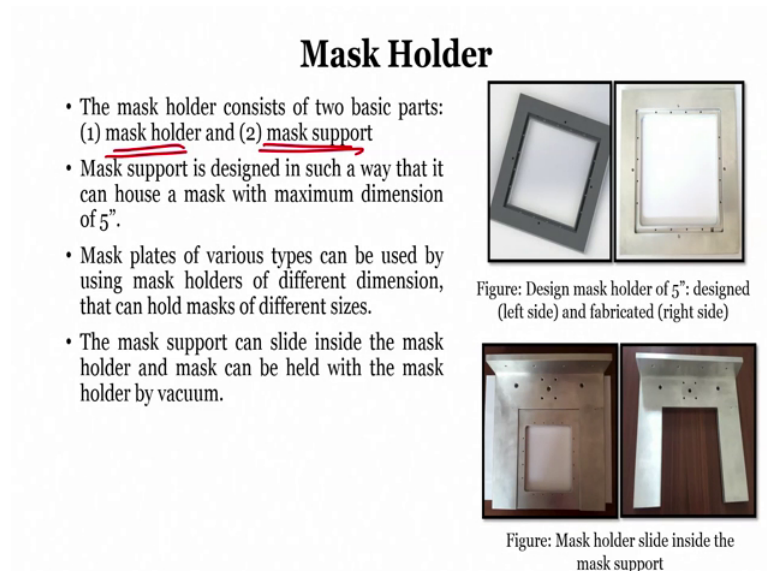 Mask Holder
• The mask holder consists of two basic parts:
(1) mask holder and (2) mask support
• Mask support is designed in such a way that it
can house a mask with maximum dimension
of 5”.
• Mask plates of various types can be used by
using mask holders of different dimension,
that can hold masks of different sizes.
• The mask support can slide inside the mask
holder and mask can be held with the mask
holder by vacuum.
Figure: Design mask holder of 5”: designed
(left side) and fabricated (right side)
Figure: Mask holder slide inside the
mask support